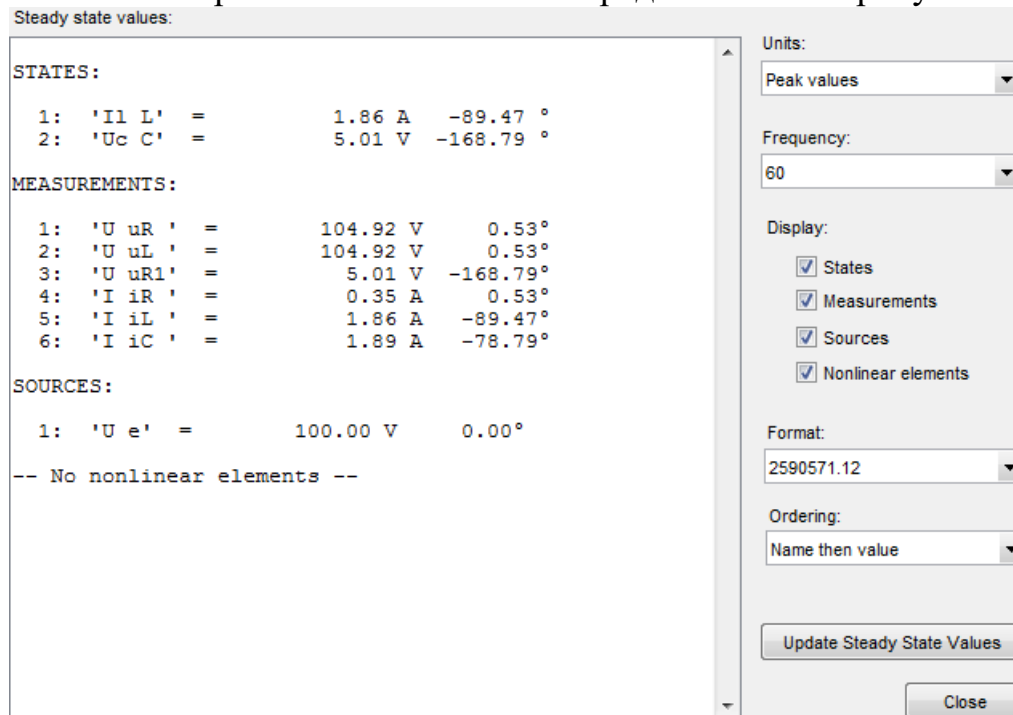 Steady state values:
STATES:
1: 'Il L' = 1.86 A -89.47 °
2: 'Uc C' = 5.01 V -168.79 °
MEASUREMENTS:
1: 'U uR ' = 104.92 V 0.53°
2: 'U uL ' = 104.92 V 0.53°
3: 'U uR1' = 5.01 V -168.79°
4: 'I iR ' = 0.35 A 0.53°
5: 'I iL ' = 1.86 A -89.47°
6: 'I iC ' = 1.89 A -78.79°
SOURCES:
1: 'U e' = 100.00 V 0.00°
-- No nonlinear elements --
Units:
Peak values
Frequency:
60
Display:
States
Measurements
Sources
Nonlinear elements
Format:
2590571.12
Ordering:
Name then value
Update Steady State Values
Close